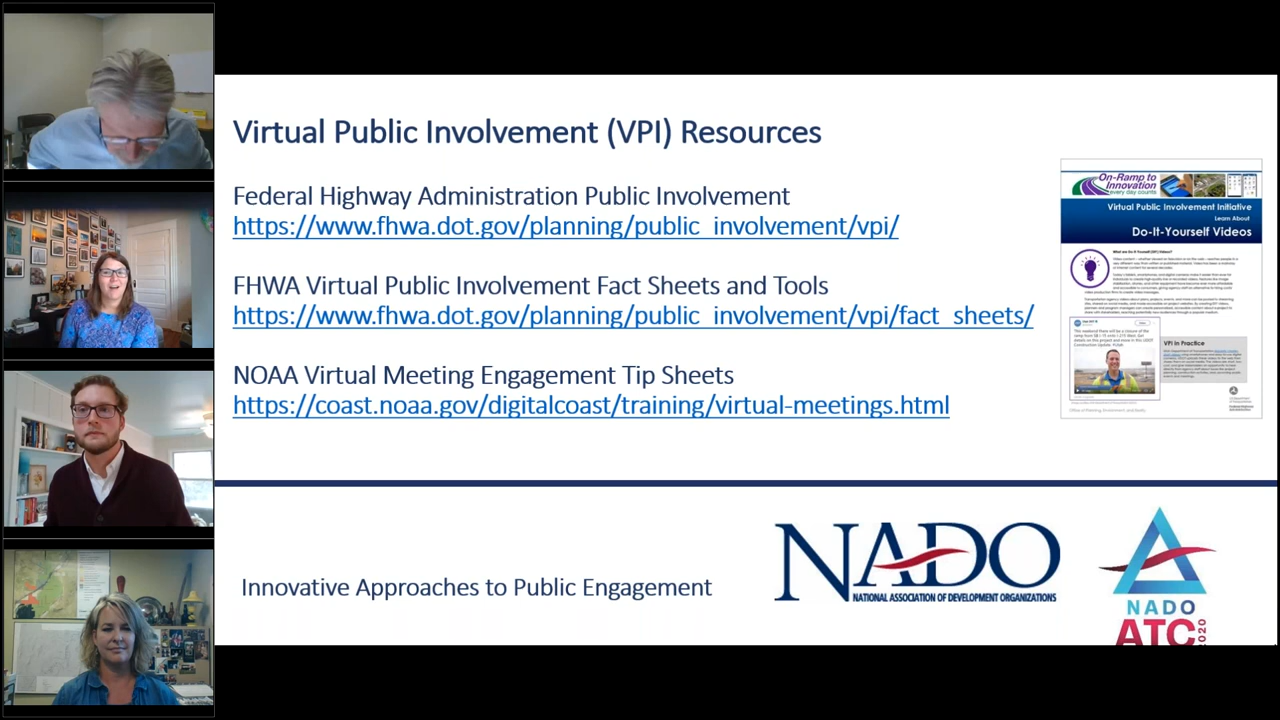 Virtual Public Involvement (VPI) Resources
Federal Highway Administration Public Involvement
https://www.fhwa.dot.gov/planning/public_involvement/vpi/
FHWA Virtual Public Involvement Fact Sheets and Tools
https://www.fhwa.dot.gov/planning/public_involvement/vpi/fact_sheets/
NOAA Virtual Meeting Engagement Tip Sheets
https://coast.noaa.gov/digitalcoast/training/virtual-meetings.html
On-Ramp to
Innovation
every day counts
Virtual Public Involvement Initiative
Learn About
Do-It-Yourself Videos
VPI in Practice
Innovative Approaches to Public Engagement
NADO
NATIONAL ASSOCIATION OF DEVELOPMENT ORGANIZATIONS
NADO
ATC
2020